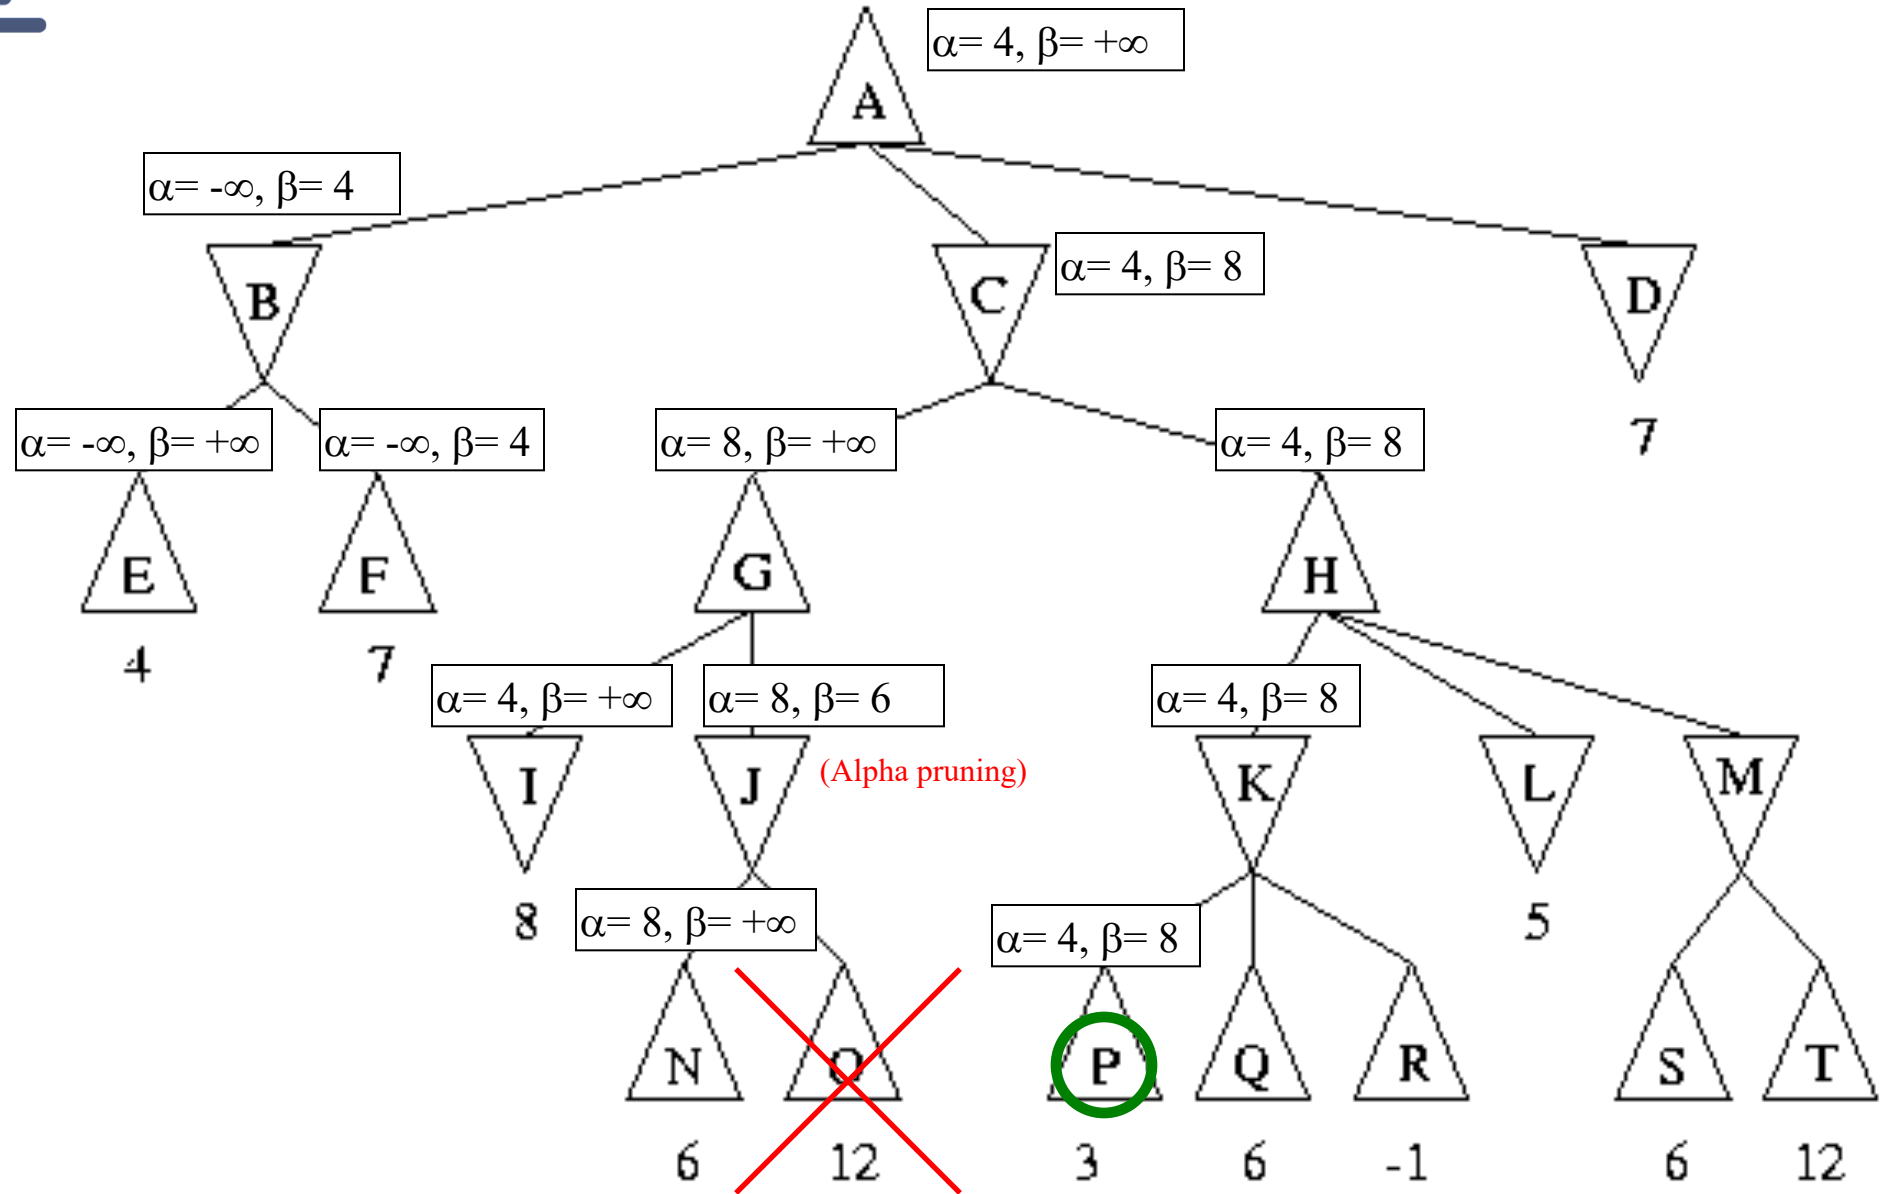 α= 4, β= +∞
A
α= -∞, β= 4
B
C
α= 4, β= 8
D
7
α= -∞, β= +∞
α= -∞, β= 4
α= 8, β= +∞
α= 4, β= 8
E
F
G
H
4
7
α= 4, β= +∞
α= 8, β= 6
α= 4, β= 8
I
J
(Alpha pruning)
K
L
M
8
α= 8, β= +∞
α= 4, β= 8
5
N
O
P
Q
R
S
T
6
12
3
6
-1
6
12